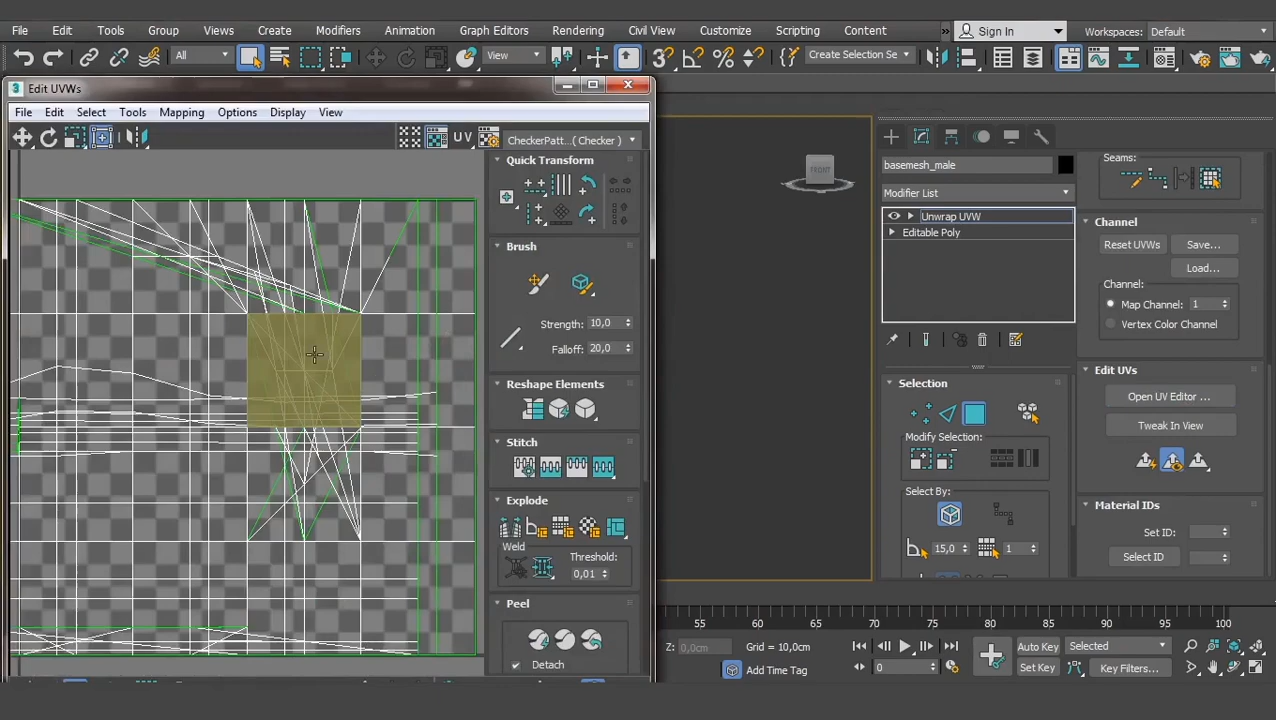 File Edit Tools Group Views Create Modifiers Animation Graph Editors Rendering Civil View Customize Scripting Content » Sign In Workspaces: Default
All View Create Selection Se
3 Edit UVWs
File Edit Select Tools Mapping Options Display View
UV CheckerPatt...( Checker )
Quick Transform
Brush
Strength: 10,0
Falloff: 20,0
Reshape Elements
Stitch
Explode
Weld Threshold:
0,01
Peel
Detach
FRONT
basemesh_male
Modifier List
Unwrap UVW
Editable Poly
Selection
Modify Selection:
Select By:
15,0 1
Seams:
Channel
Reset UVWs Save...
Load...
Channel:
Map Channel: 1
Vertex Color Channel
Edit UVs
Open UV Editor ...
Tweak In View
Material IDs
Set ID:
Select ID
55 60 65 70 75 80 85 90 95 100
Z: 0,0cm Grid = 10,0cm Auto Key Selected
Add Time Tag 0 Set Key Key Filters...